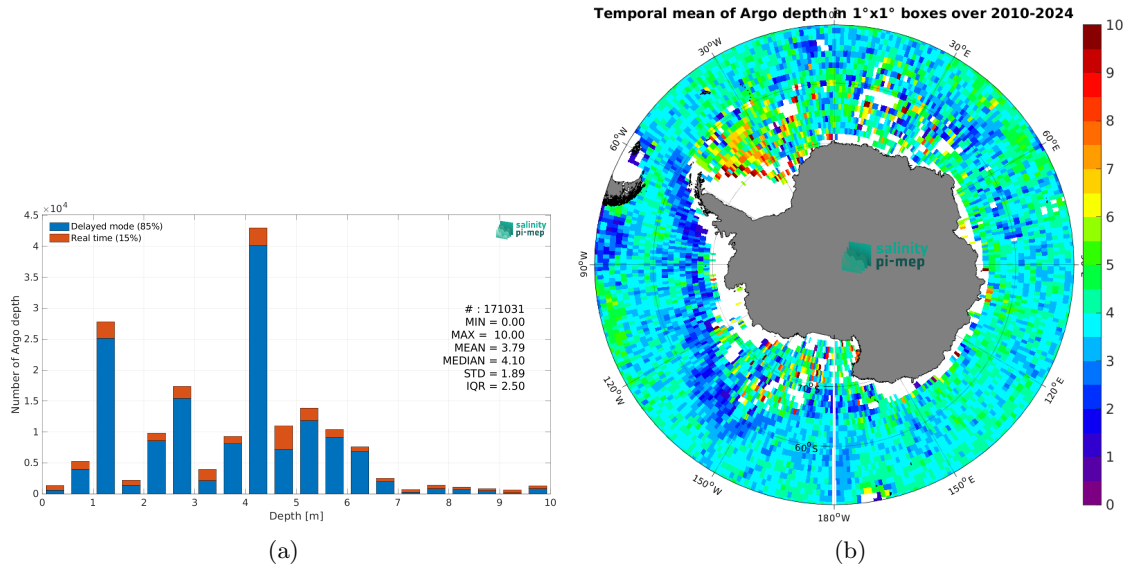 ×10⁴
4.5
4
3.5
3
2.5
2
1.5
1
0.5
0
Number of Argo depth
Delayed mode (85%)
Real time (15%)
salinity
pi-mep
# : 171031
MIN = 0.00
MAX = 10.00
MEAN = 3.79
MEDIAN = 4.10
STD = 1.89
IQR = 2.50
0 1 2 3 4 5 6 7 8 9 10
Depth [m]
(a)
Temporal mean of Argo depth in 1°x1° boxes over 2010-2024
30°W
30°E
60°W
60°E
90°W
120°W
120°E
150°W
150°E
180°W
70°S
60°S
salinity
pi-mep
10
9
8
7
6
5
4
3
2
1
0
(b)